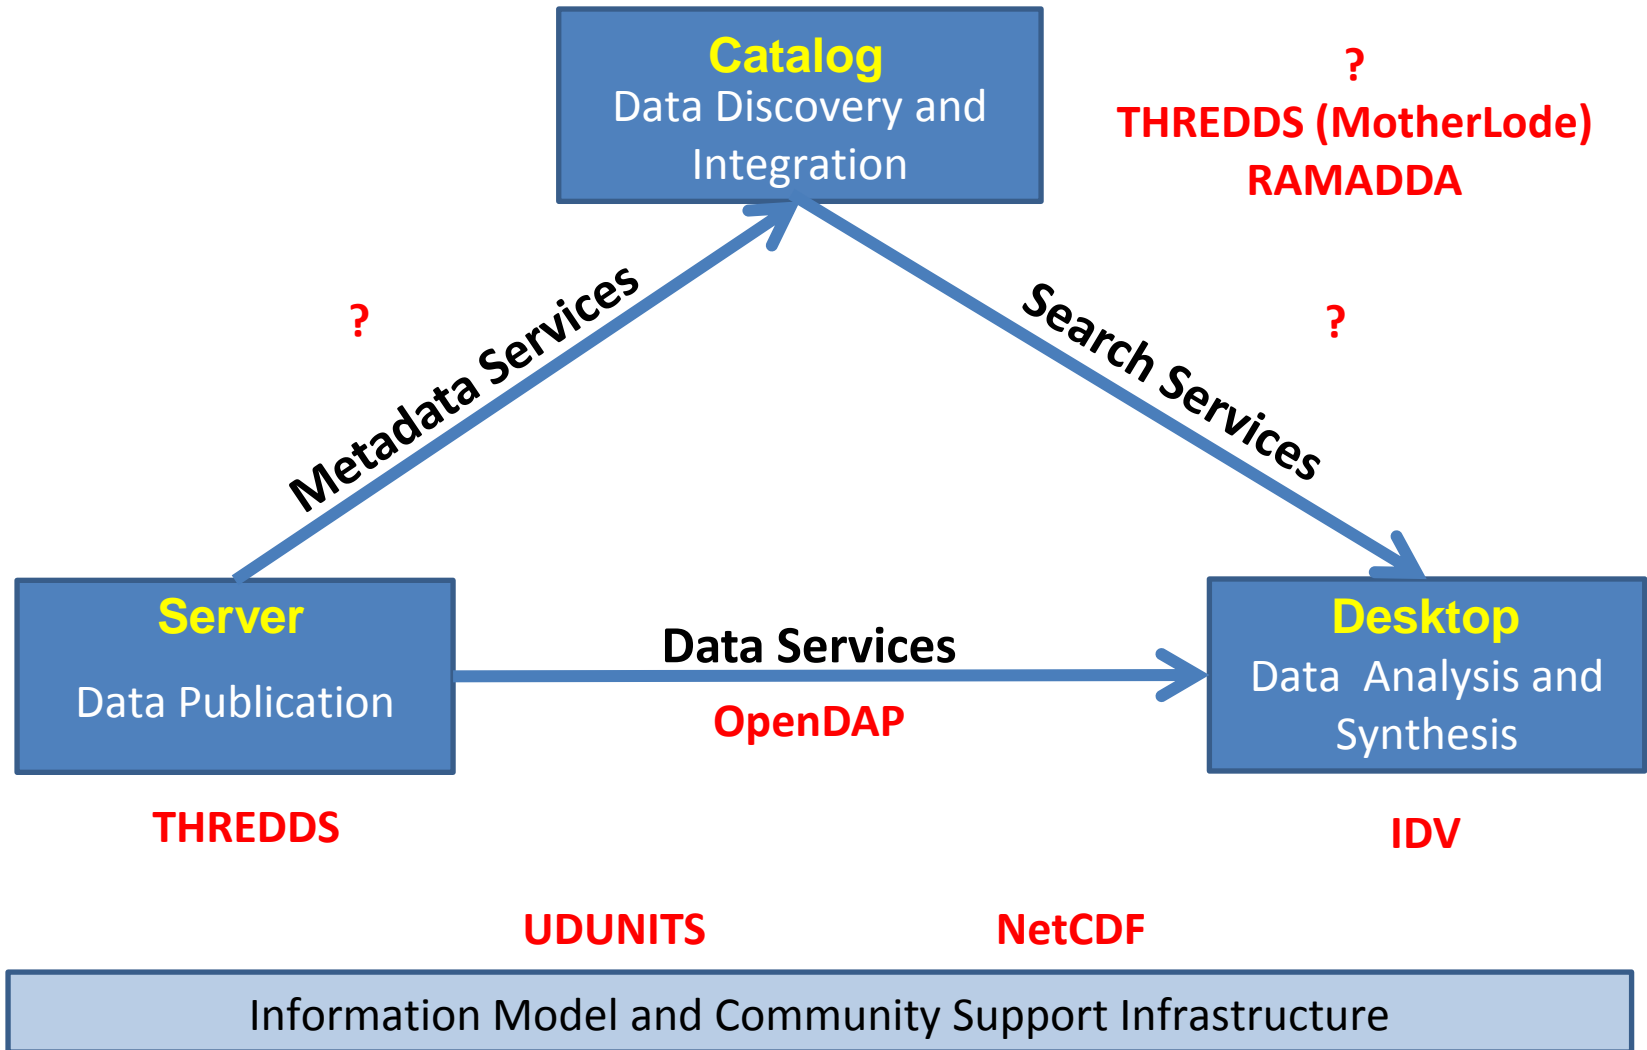 Catalog
Data Discovery and
Integration
?
THREDDS (MotherLode)
RAMADDA
?
Metadata Services
Search Services
?
Server
Data Publication
Data Services
OpenDAP
Desktop
Data Analysis and
Synthesis
THREDDS
IDV
UDUNITS
NetCDF
Information Model and Community Support Infrastructure